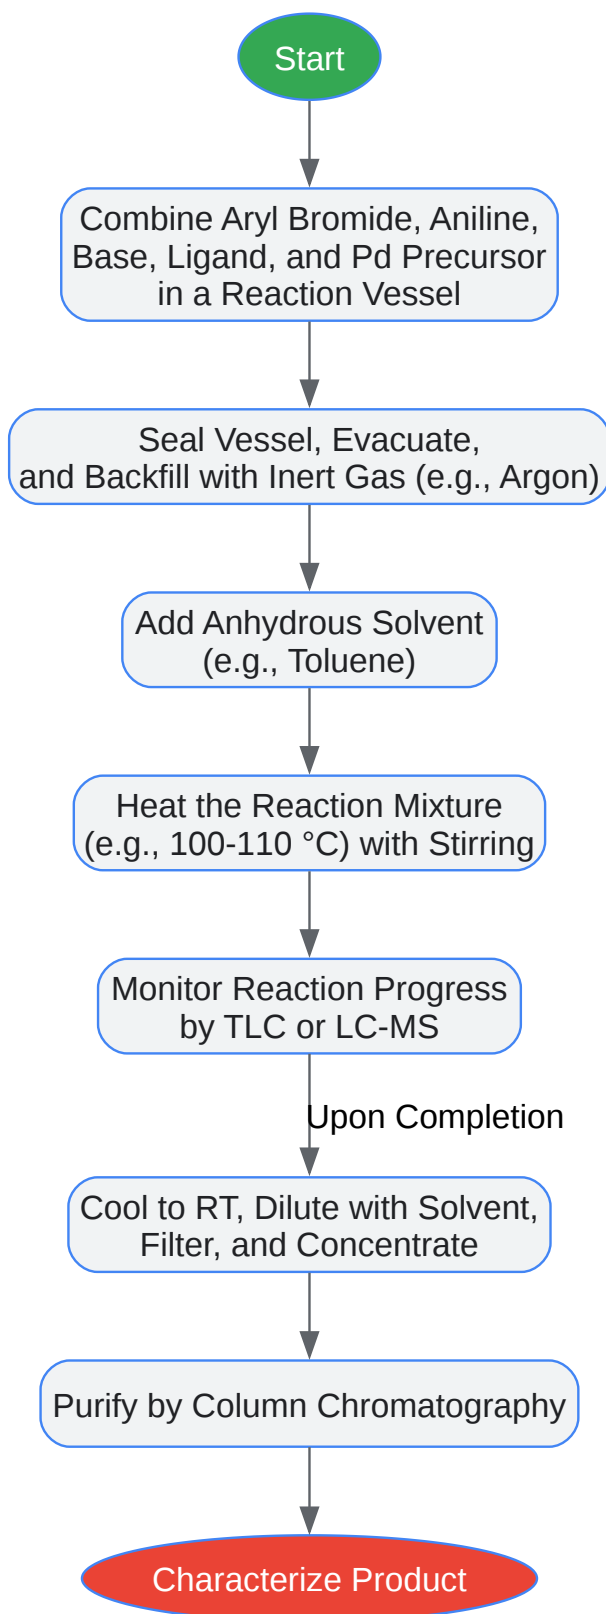 Start
Combine Aryl Bromide, Aniline,
Base, Ligand, and Pd Precursor
in a Reaction Vessel
Seal Vessel, Evacuate,
and Backfill with Inert Gas (e.g., Argon)
Add Anhydrous Solvent
(e.g., Toluene)
Heat the Reaction Mixture
(e.g., 100-110 °C) with Stirring
Monitor Reaction Progress
by TLC or LC-MS
Upon Completion
Cool to RT, Dilute with Solvent,
Filter, and Concentrate
Purify by Column Chromatography
Characterize Product